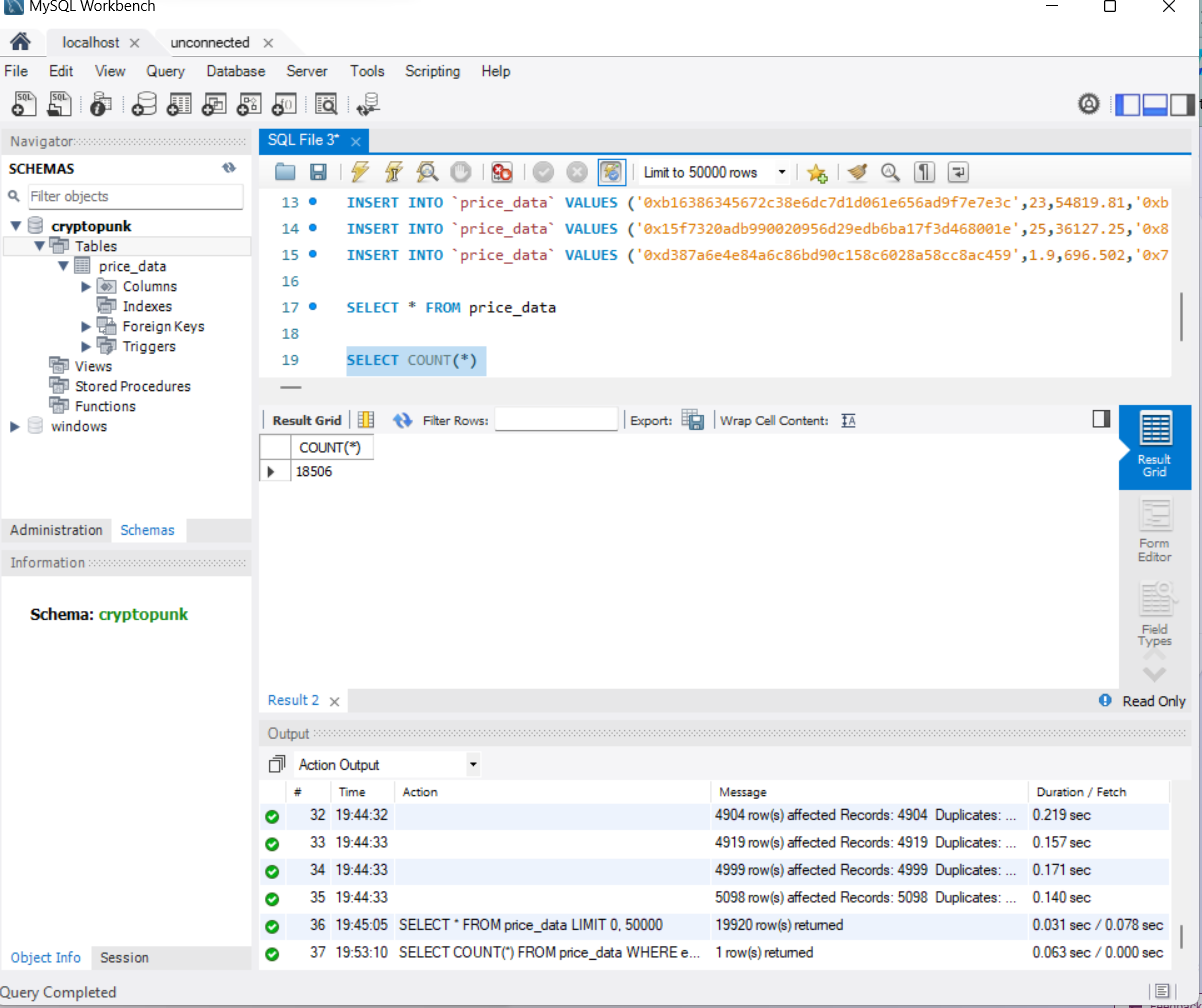 MySQL Workbench
localhost unconnected
File Edit View Query Database Server Tools Scripting Help
Navigator
SQL File 3*
SCHEMAS
Limit to 50000 rows
Filter objects
13 INSERT INTO `price_data` VALUES ('0xb16386345672c38e6dc7d1d061e656ad9f7e7e3c',23,54819.81,'0xb
14 INSERT INTO `price_data` VALUES ('0x15f7320adb990020956d29edb6ba17f3d468001e',25,36127.25,'0x8
15 INSERT INTO `price_data` VALUES ('0xd387a6e4e84a6c86bd90c158c6028a58cc8ac459',1.9,696.502,'0x7
16
17 SELECT * FROM price_data
18
19 SELECT COUNT(*)
cryptopunk
Tables
price_data
Columns
Indexes
Foreign Keys
Triggers
Views
Stored Procedures
Functions
windows
Result Grid Filter Rows: Export: Wrap Cell Content:
COUNT(*)
18506
Result
Grid
Form
Editor
Field
Types
Administration Schemas
Information
Schema: cryptopunk
Result 2
Read Only
Output
Action Output
# Time Action Message Duration / Fetch
32 19:44:32 4904 row(s) affected Records: 4904 Duplicates: ... 0.219 sec
33 19:44:33 4919 row(s) affected Records: 4919 Duplicates: ... 0.157 sec
34 19:44:33 4999 row(s) affected Records: 4999 Duplicates: ... 0.171 sec
35 19:44:33 5098 row(s) affected Records: 5098 Duplicates: ... 0.140 sec
36 19:45:05 SELECT * FROM price_data LIMIT 0, 50000 19920 row(s) returned 0.031 sec / 0.078 sec
37 19:53:10 SELECT COUNT(*) FROM price_data WHERE e... 1 row(s) returned 0.063 sec / 0.000 sec
Object Info Session
Query Completed